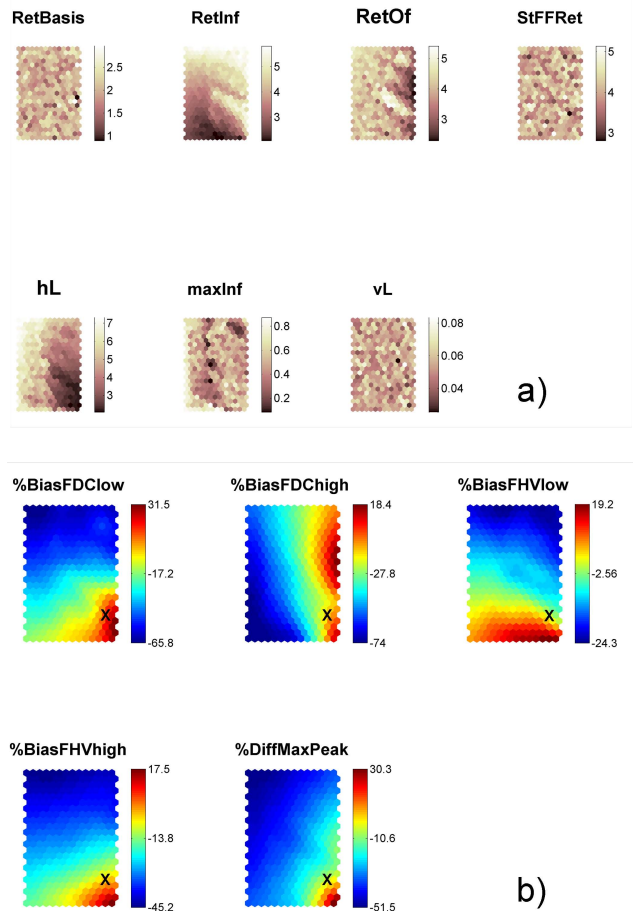 RetBasis RetInf RetOf StFFRet
2.5 5 5 5
2 4 4
1.5 3 3
1 3
hL maxInf vL
7 0.8 0.08
6 0.6
5 0.06
4 0.4
3 0.2 0.04
a)
%BiasFDClow %BiasFDChigh %BiasFHVlow
31.5 18.4 19.2
-17.2 -27.8 -2.56
X X X
-65.8 -74 -24.3
%BiasFHVhigh %DiffMaxPeak
17.5 30.3
-13.8 -10.6
X X
-45.2 -51.5
b)